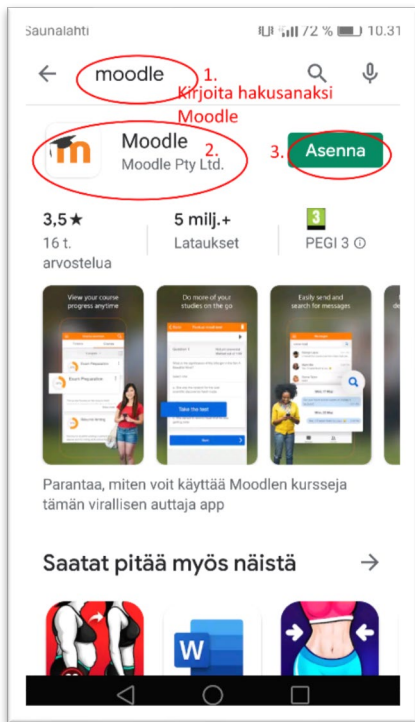 Saunalahti 72 % 10.31
moodle
1.
Kirjoita hakusanaksi
Moodle
m
Moodle
Moodle Pty Ltd.
2.
3.
Asenna
3,5★
16 t.
arvostelua
5 milj.+
Lataukset
3
PEGI 3
View your course
progress anytime
Do more of your
studies on the go
Take the test
Next
Easily send and
search for messages
Parantaa, miten voit käyttää Moodlen kursseja
tämän virallisen auttaja app
Saatat pitää myös näistä
W